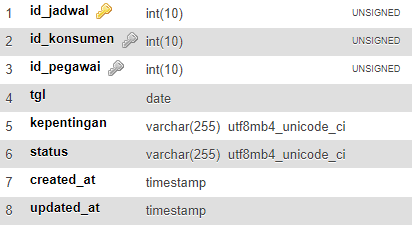 1 id_jadwal int(10) UNSIGNED
2 id_konsumen int(10) UNSIGNED
3 id_pegawai int(10) UNSIGNED
4 tgl date
5 kepentingan varchar(255) utf8mb4_unicode_ci
6 status varchar(255) utf8mb4_unicode_ci
7 created_at timestamp
8 updated_at timestamp